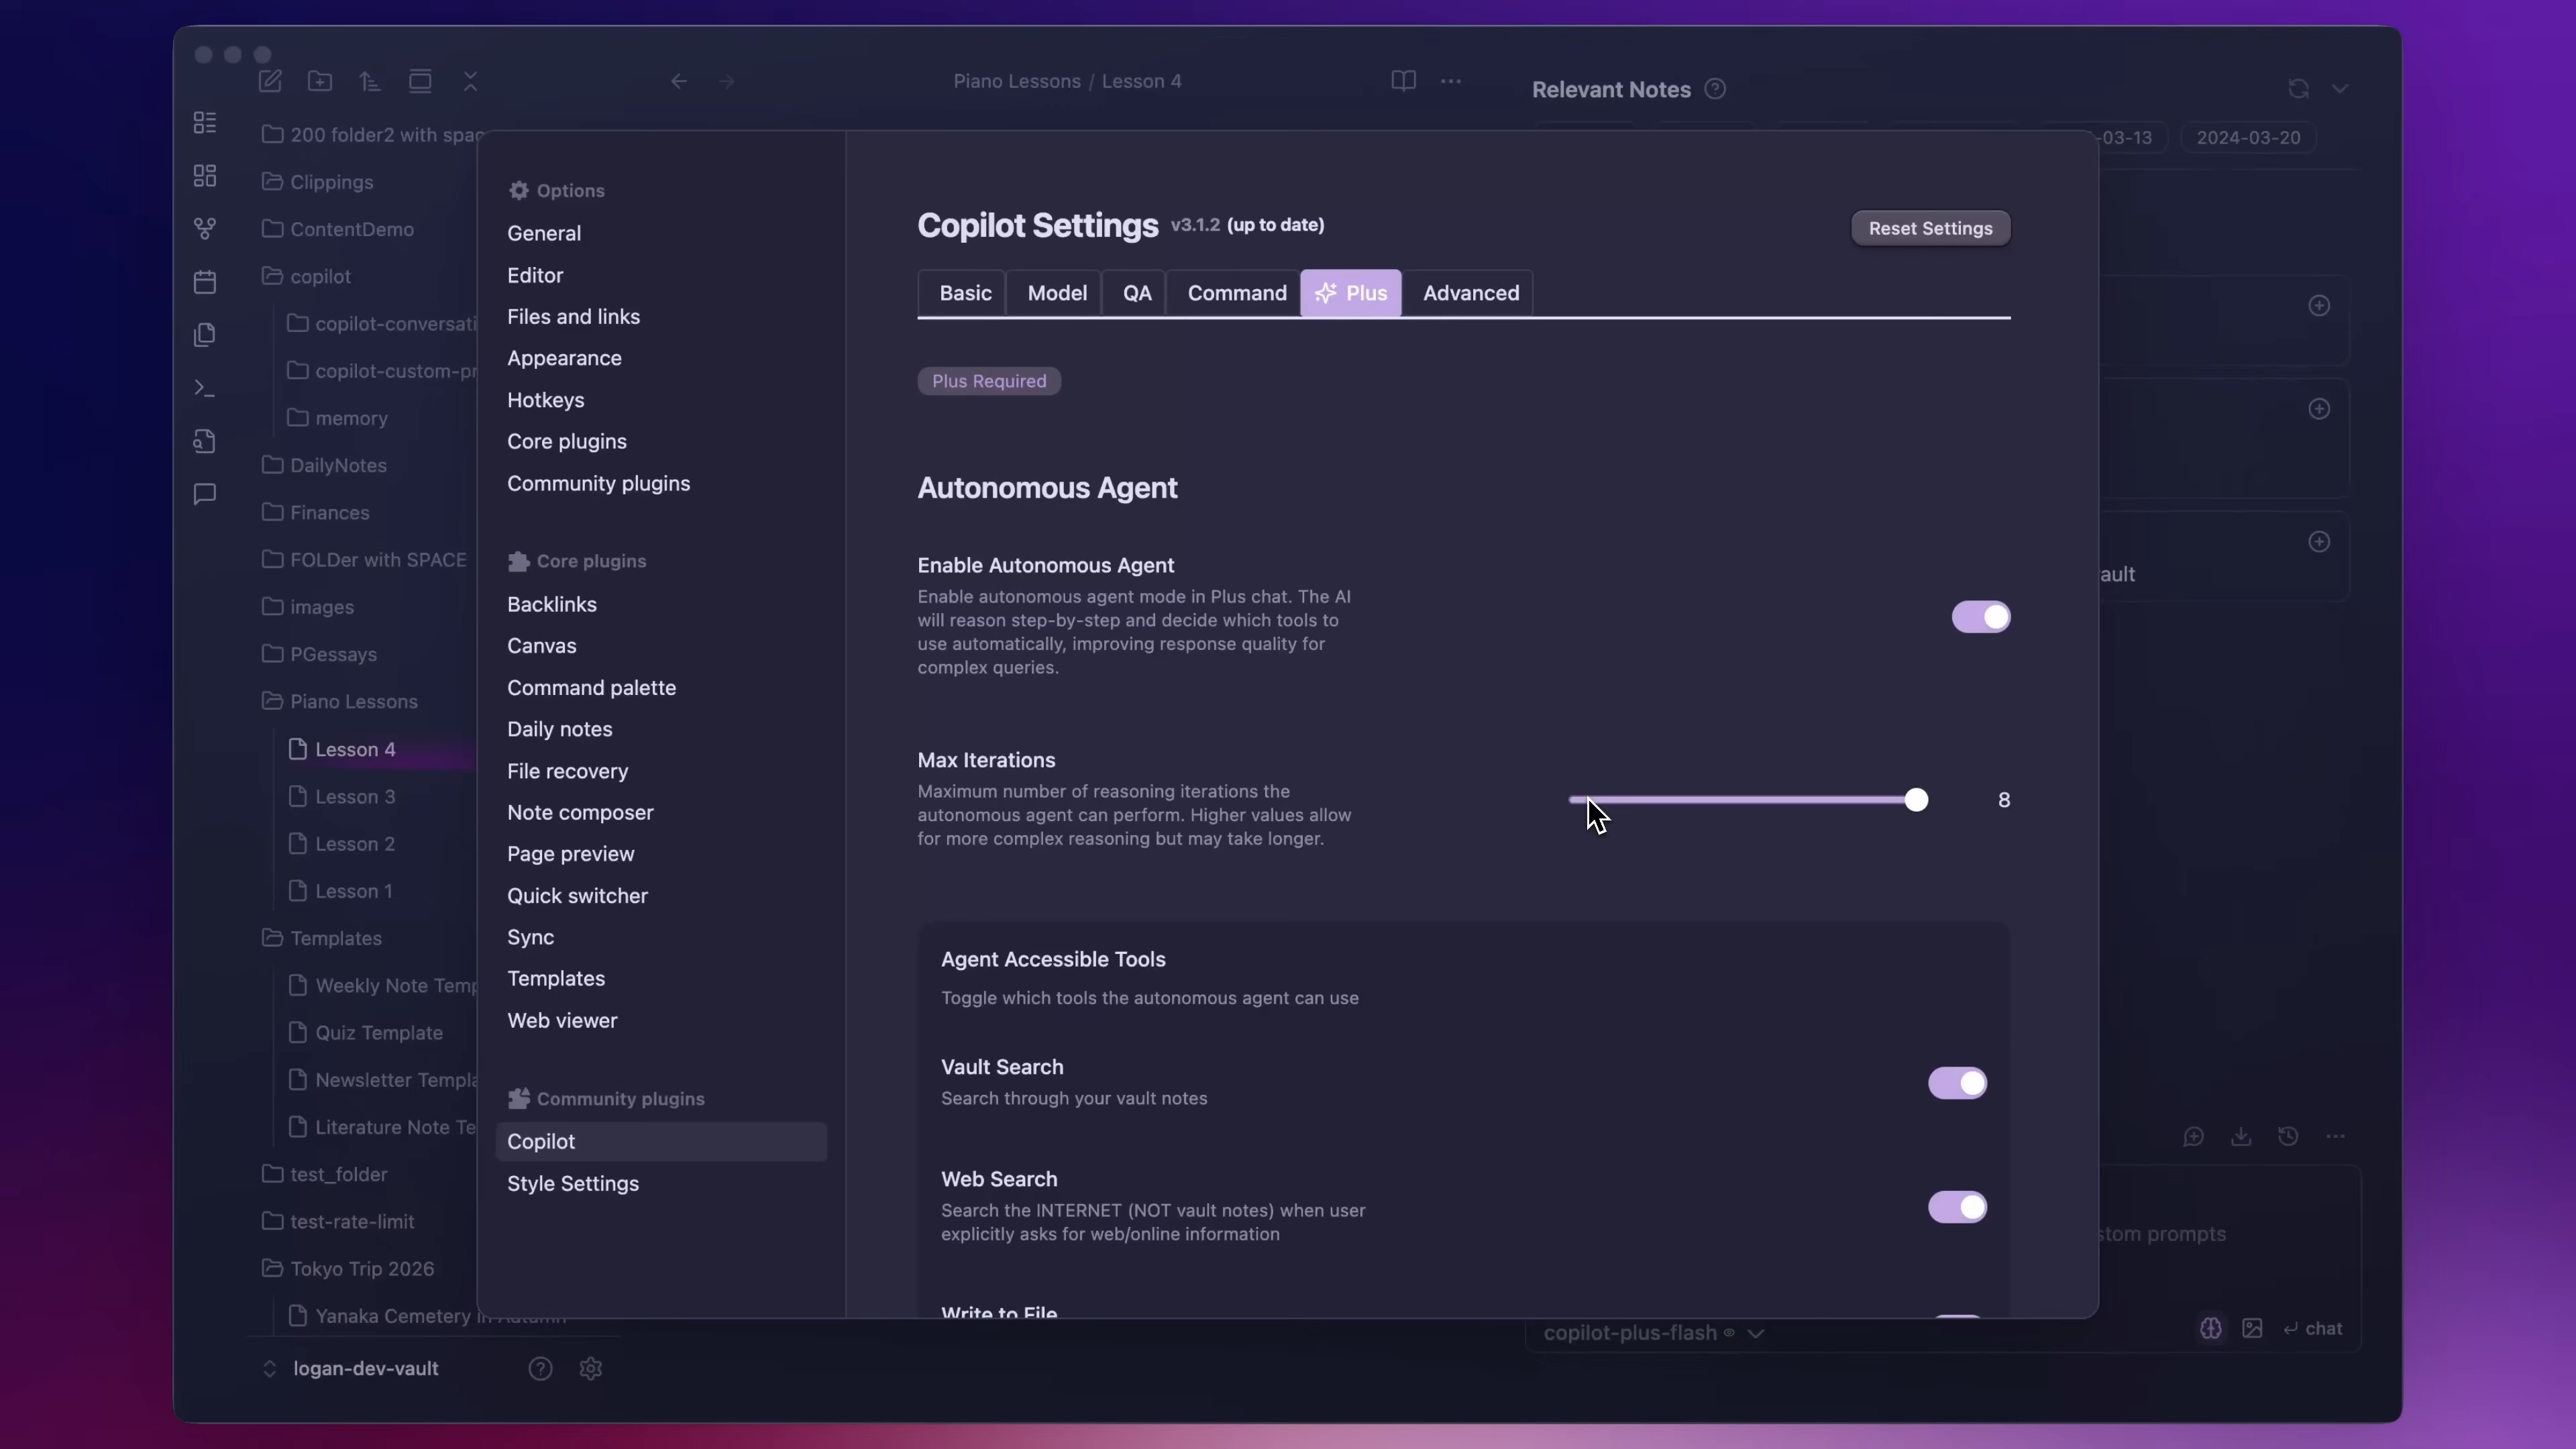 Piano Lessons / Lesson 4
Relevant Notes
-03-13
2024-03-20
200 folder2 with spac
Clippings
ContentDemo
copilot
copilot-conversati
copilot-custom-pr
memory
DailyNotes
Finances
FOLDer with SPACE
images
PGessays
Piano Lessons
Lesson 4
Lesson 3
Lesson 2
Lesson 1
Templates
Weekly Note Temp
Quiz Template
Newsletter Templa
Literature Note Te
test_folder
test-rate-limit
Tokyo Trip 2026
Yanaka Cemetery in Autumn
logan-dev-vault
Options
General
Editor
Files and links
Appearance
Hotkeys
Core plugins
Community plugins
Core plugins
Backlinks
Canvas
Command palette
Daily notes
File recovery
Note composer
Page preview
Quick switcher
Sync
Templates
Web viewer
Community plugins
Copilot
Style Settings
Copilot Settings v3.1.2 (up to date)
Reset Settings
Basic
Model
QA
Command
Plus
Advanced
Plus Required
Autonomous Agent
Enable Autonomous Agent
Enable autonomous agent mode in Plus chat. The AI
will reason step-by-step and decide which tools to
use automatically, improving response quality for
complex queries.
Max Iterations
Maximum number of reasoning iterations the
autonomous agent can perform. Higher values allow
for more complex reasoning but may take longer.
8
Agent Accessible Tools
Toggle which tools the autonomous agent can use
Vault Search
Search through your vault notes
Web Search
Search the INTERNET (NOT vault notes) when user
explicitly asks for web/online information
Write to File
ault
stom prompts
copilot-plus-flash
chat